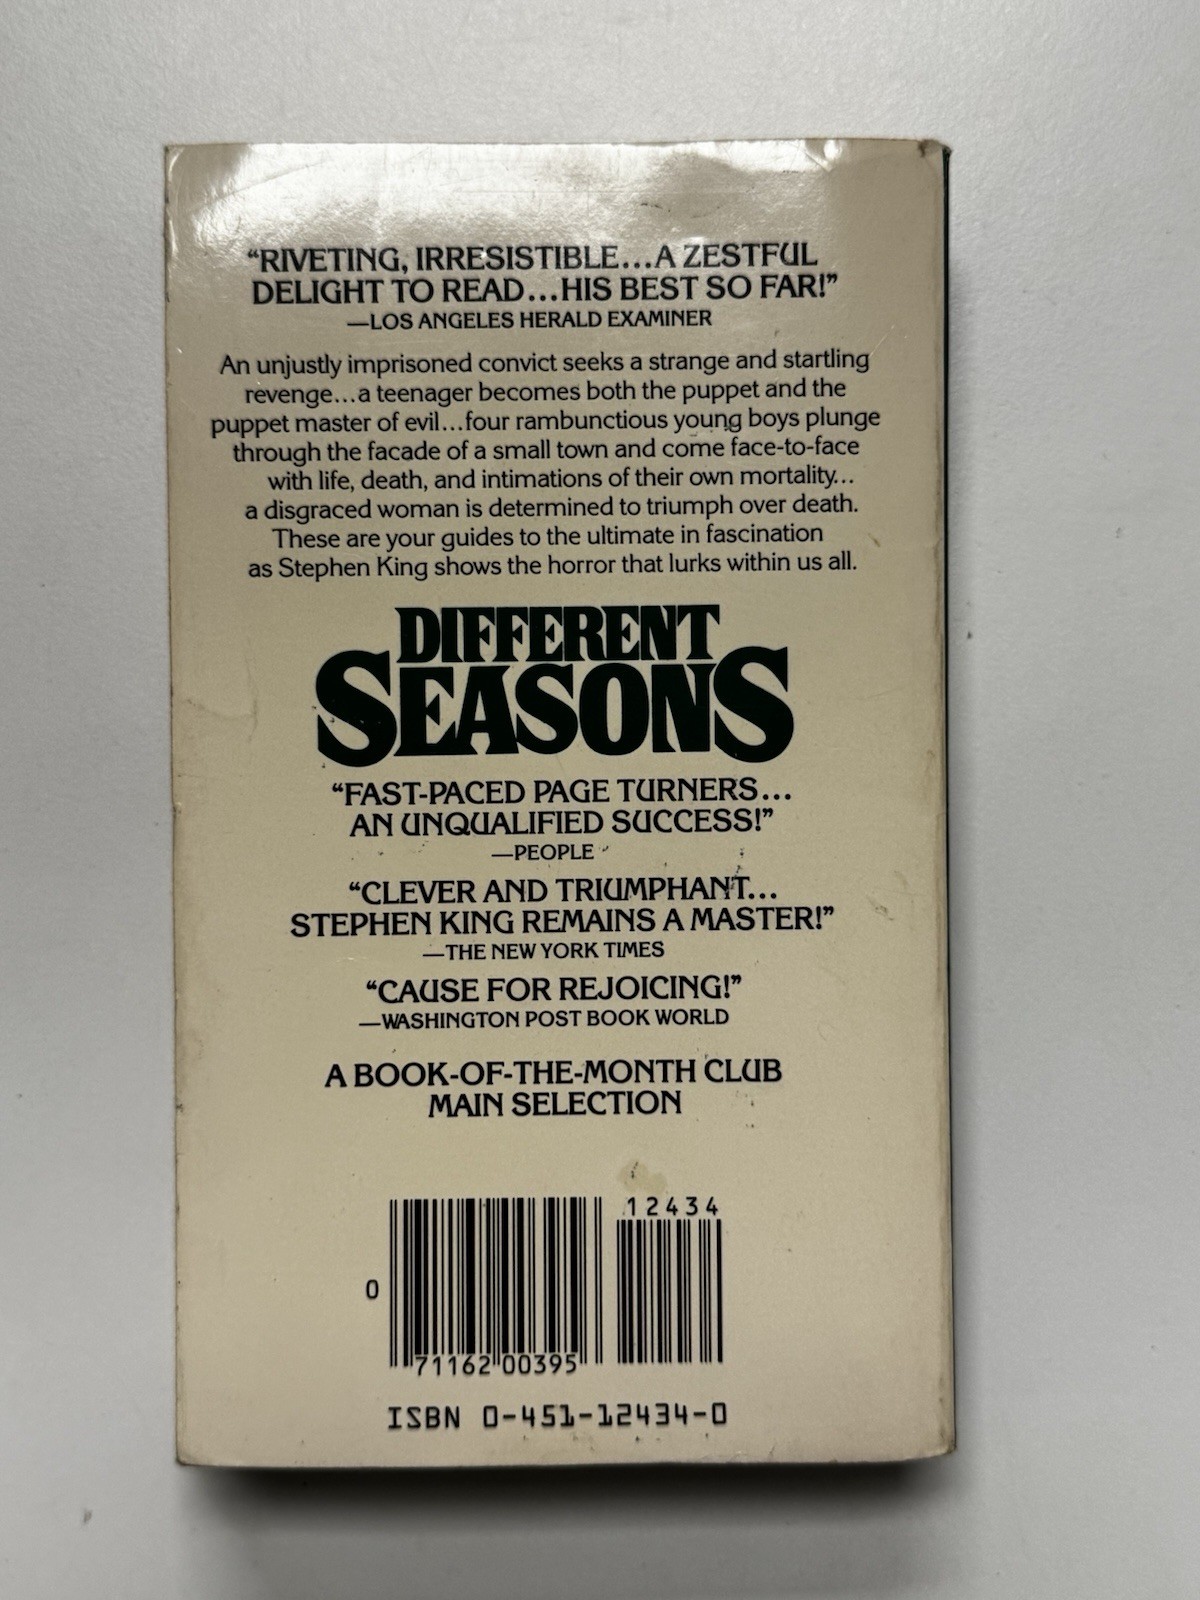 “RIVETING, IRRESISTIBLE...A ZESTFUL
DELIGHT TO READ...HIS BEST SO FAR!”
—LOS ANGELES HERALD EXAMINER
An unjustly imprisoned convict seeks a strange and startling
revenge...a teenager becomes both the puppet and the
puppet master of evil...four rambunctious young boys plunge
through the facade of a small town and come face-to-face
with life, death, and intimations of their own mortality...
a disgraced woman is determined to triumph over death.
These are your guides to the ultimate in fascination
as Stephen King shows the horror that lurks within us all.
DIFFERENT
SEASONS
“FAST-PACED PAGE TURNERS...
AN UNQUALIFIED SUCCESS!”
—PEOPLE
“CLEVER AND TRIUMPHANT...
STEPHEN KING REMAINS A MASTER!”
—THE NEW YORK TIMES
“CAUSE FOR REJOICING!”
—WASHINGTON POST BOOK WORLD
A BOOK-OF-THE-MONTH CLUB
MAIN SELECTION
12434
0
71162 00395
ISBN 0-451-12434-0